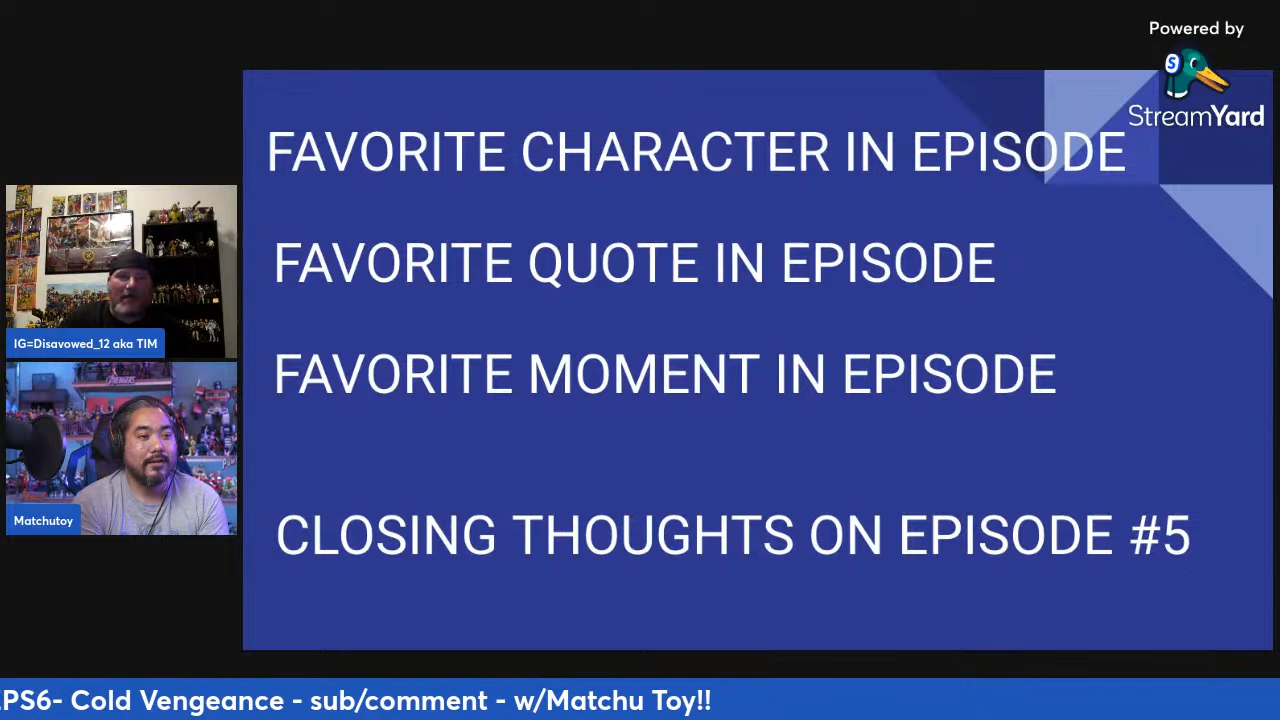 Powered by
StreamYard
FAVORITE CHARACTER IN EPISODE
FAVORITE QUOTE IN EPISODE
FAVORITE MOMENT IN EPISODE
CLOSING THOUGHTS ON EPISODE #5
IG=Disavowed_12 aka TIM
Matchutoy
EPS6- Cold Vengeance - sub/comment - w/Matchu Toy!!